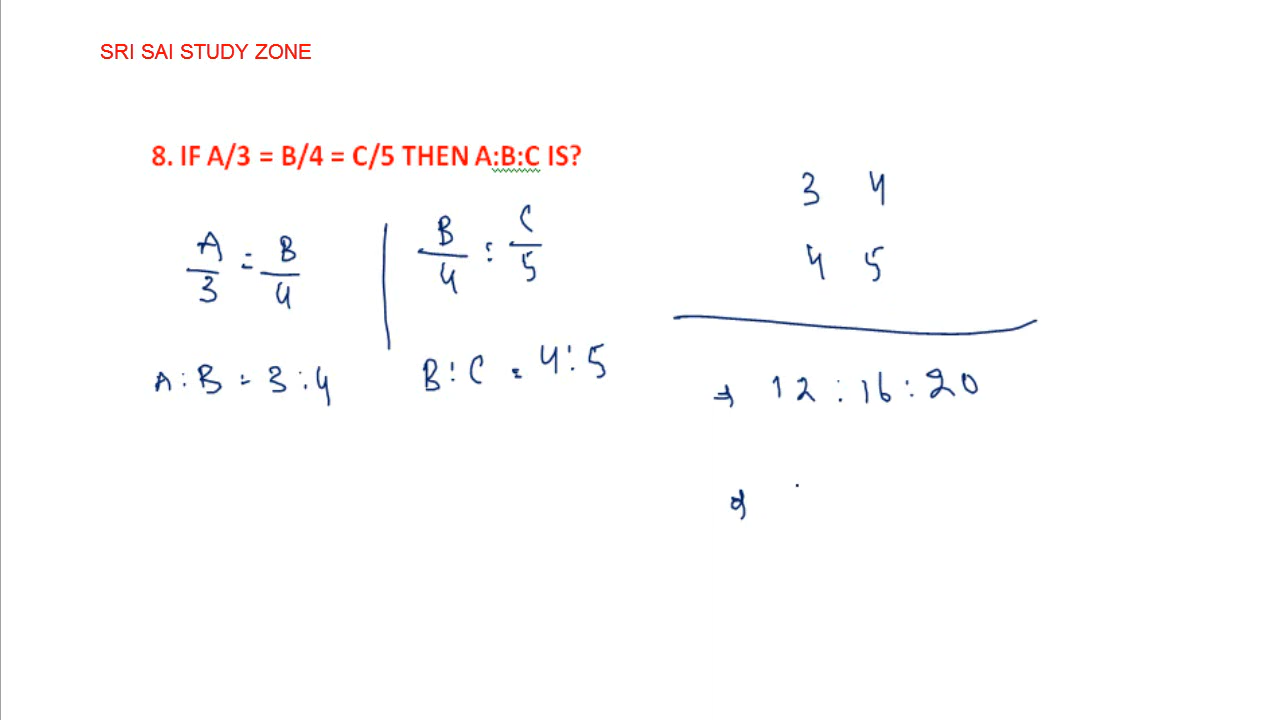 SRI SAI STUDY ZONE
8. IF A/3 = B/4 = C/5 THEN A:B:C IS?
A/3 = B/4
B/4 : C/5
A:B = 3:4
B:C = 4:5
3 4
4 5
⇒ 12:16:20